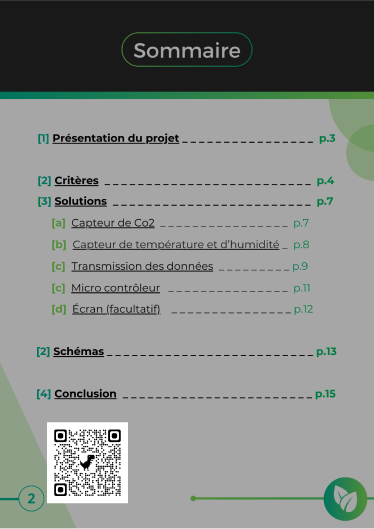 Sommaire
[1] Présentation du projet p.3
[2] Critères p.4
[3] Solutions p.7
[a] Capteur de Co2 p.7
[b] Capteur de température et d'humidité p.8
[c] Transmission des données p.9
[c] Micro contrôleur p.11
[d] Écran (facultatif) p.12
[2] Schémas p.13
[4] Conclusion p.15
2